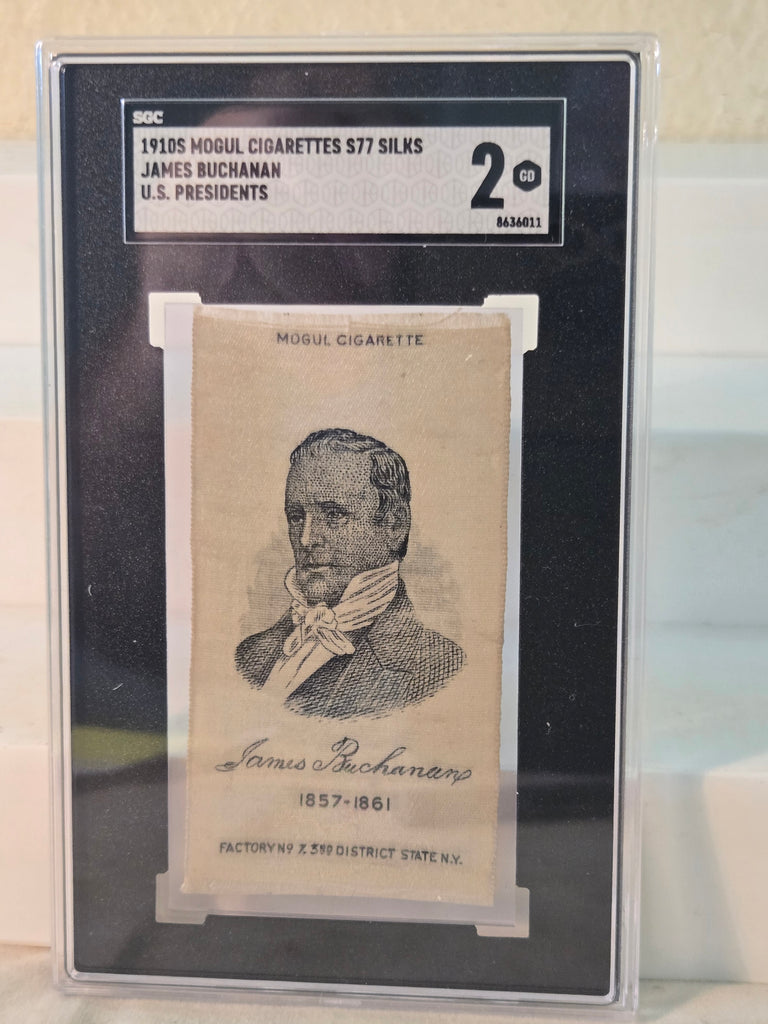 SGC
1910S MOGUL CIGARETTES S77 SILKS
JAMES BUCHANAN
U.S. PRESIDENTS
2
GD
8636011
MOGUL CIGARETTE
James Buchanan
1857-1861
FACTORY Nº 7. 3RD DISTRICT STATE N.Y.